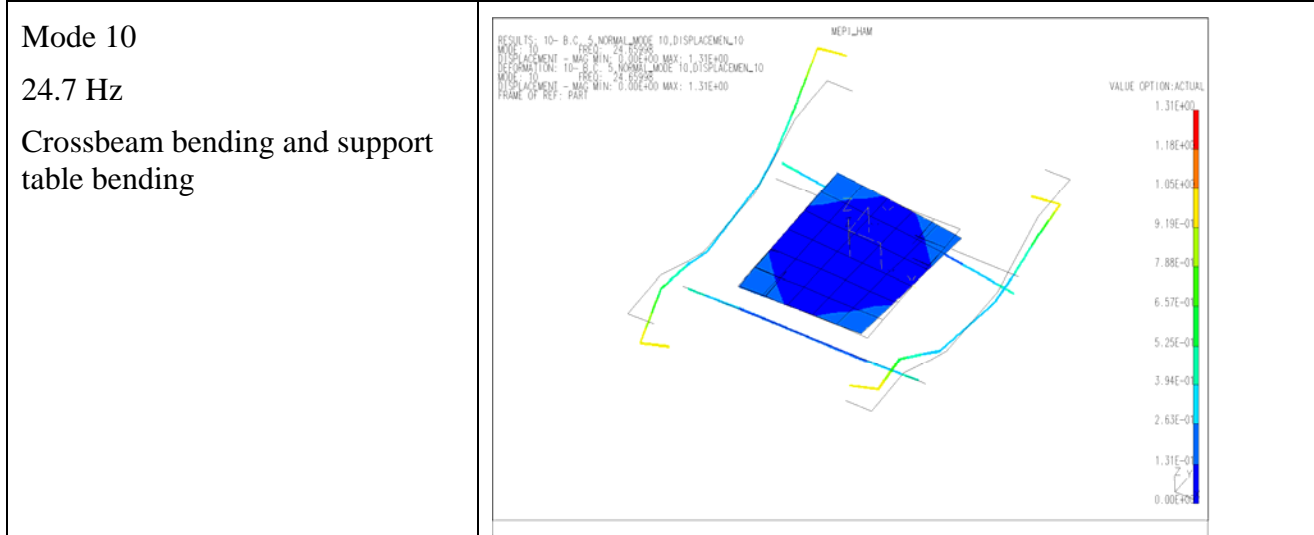 Mode 10
24.7 Hz
Crossbeam bending and support
table bending
MEPI_HAM
RESULTS: 10- B.C. 5,NORMAL_MODE 10,DISPLACEMEN_10
MODE: 10 FREQ: 24.65998
DISPLACEMENT - MAG MIN: 0.00E+00 MAX: 1.31E+00
DEFORMATION: 10- B.C. 5,NORMAL_MODE 10,DISPLACEMEN_10
MODE: 10 FREQ: 24.65998
DISPLACEMENT - MAG MIN: 0.00E+00 MAX: 1.31E+00
FRAME OF REF: PART
VALUE OPTION:ACTUAL
1.31E+00
1.18E+00
1.05E+00
9.19E-01
7.88E-01
6.57E-01
5.25E-01
3.94E-01
2.63E-01
1.31E-01
0.00E+00
Z
Z Y